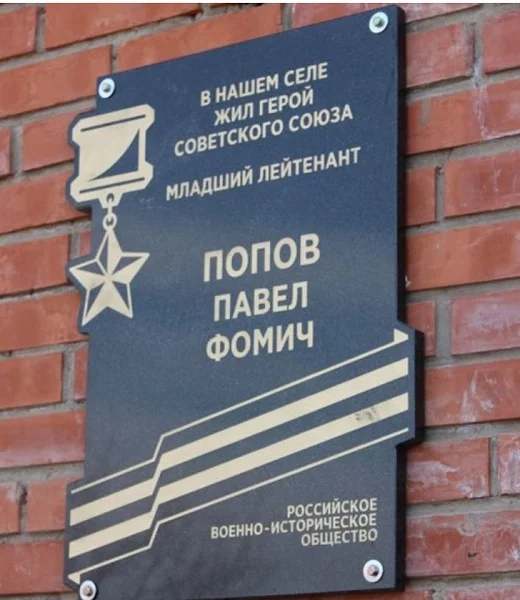 В НАШЕМ СЕЛЕ
ЖИЛ ГЕРОЙ
СОВЕТСКОГО СОЮЗА
МЛАДШИЙ ЛЕЙТЕНАНТ
ПОПОВ
ПАВЕЛ
ФОМИЧ
РОССИЙСКОЕ
ВОЕННО-ИСТОРИЧЕСКОЕ
ОБЩЕСТВО